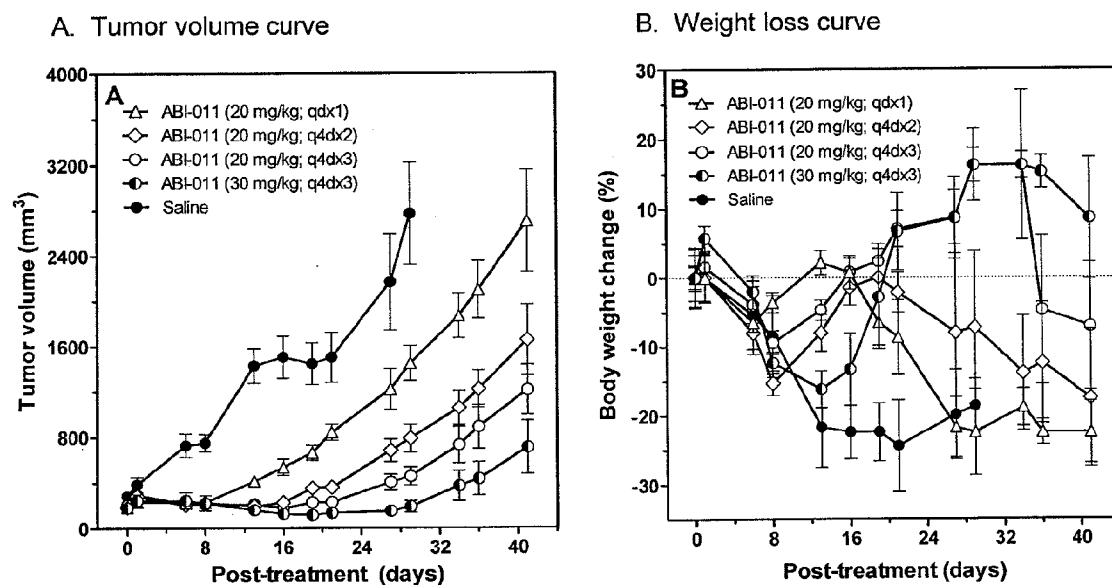 A. Tumor volume curve
4000
3200
2400
1600
800
0
Tumor volume (mm³)
A
ABI-011 (20 mg/kg; qdx1)
ABI-011 (20 mg/kg; q4dx2)
ABI-011 (20 mg/kg; q4dx3)
ABI-011 (30 mg/kg; q4dx3)
Saline
0 8 16 24 32 40
Post-treatment (days)
B. Weight loss curve
30
20
10
0
-10
-20
-30
Body weight change (%)
B
ABI-011 (20 mg/kg; qdx1)
ABI-011 (20 mg/kg; q4dx2)
ABI-011 (20 mg/kg; q4dx3)
ABI-011 (30 mg/kg; q4dx3)
Saline
0 8 16 24 32 40
Post-treatment (days)